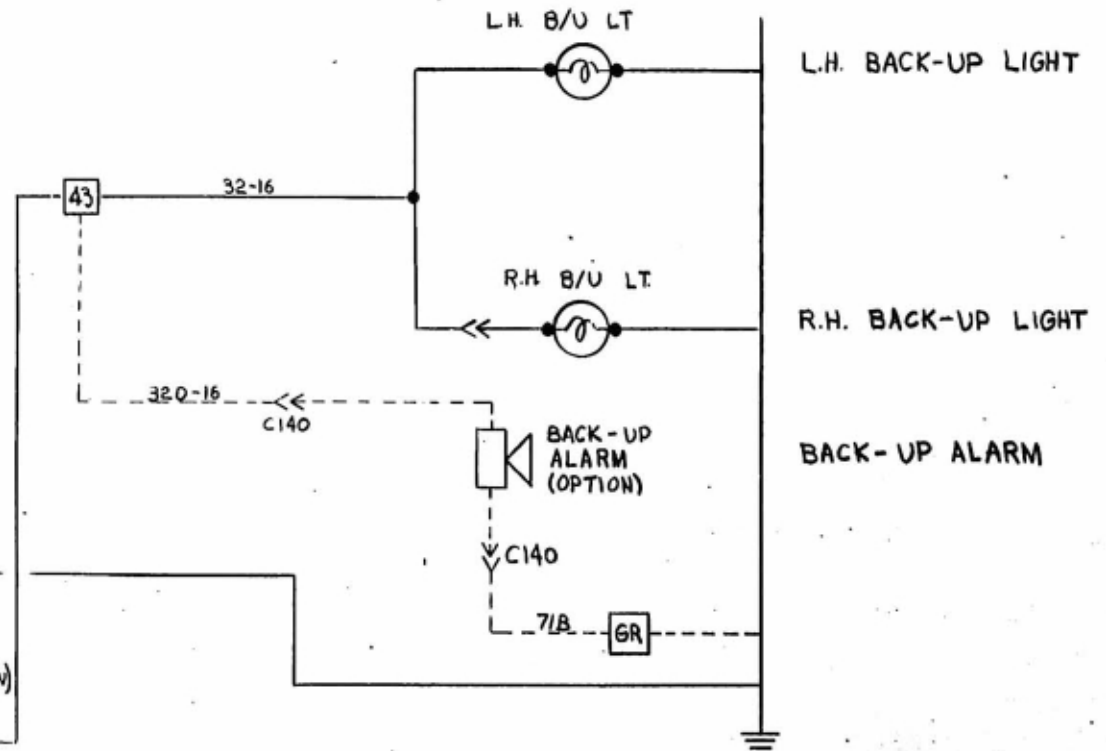 L.H. B/U LT
L.H. BACK-UP LIGHT
43
32-16
R.H. B/U LT.
R.H. BACK-UP LIGHT
320-16
C140
BACK-UP
ALARM
(OPTION)
BACK-UP ALARM
C140
71B
GR